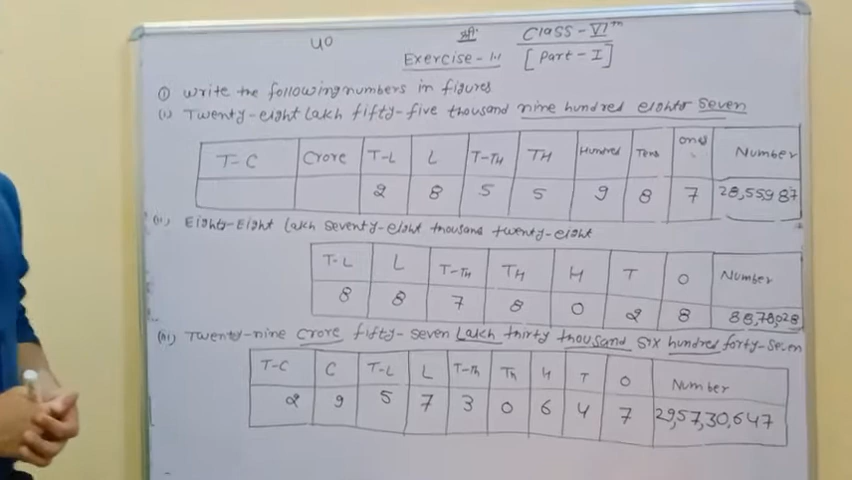 Class - VIth
Exercise - 1.1 [Part - I]
① Write the following numbers in figures
(i) Twenty-eight Lakh fifty-five thousand nine hundred eighty seven
T-C Crore T-L L T-TH TH Hundred Tens ones Number
2 8 5 5 9 8 7 28,55987
(ii) Eighty-Eight Lakh seventy-eight thousand twenty-eight
T-L L T-TH TH H T O Number
8 8 7 8 0 2 8 88,78,028
(iii) Twenty-nine crore fifty-seven Lakh thirty thousand six hundred forty-seven
T-C C T-L L T-Th Th H T O Number
2 9 5 7 3 0 6 4 7 29,57,30,647